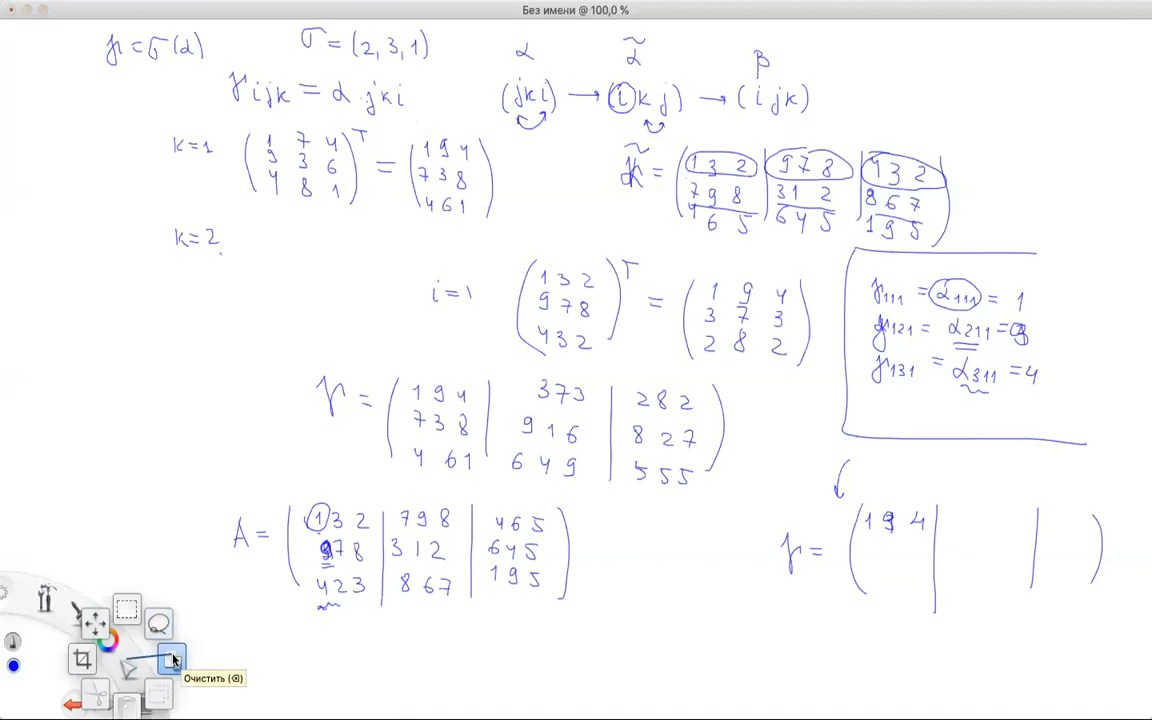 Без имени @ 100,0 %
γ = σ(α) σ = (2, 3, 1) α α̃ β
γ ijk = α jki (jki) → (i k j) → (i jk)
k=1 (1 7 4 / 9 3 6 / 4 8 1)^T = (1 9 4 / 7 3 8 / 4 6 1)
α̃ = (1 3 2 | 9 7 8 | 4 3 2
7 9 8 | 3 1 2 | 8 6 7
4 6 5 | 6 4 5 | 1 9 5)
k=2
i=1 (1 3 2 / 9 7 8 / 4 3 2)^T = (1 9 4 / 3 7 3 / 2 8 2)
γ111 = α111 = 1
γ121 = α211 = 9
γ131 = α311 = 4
γ = (1 9 4 | 3 7 3 | 2 8 2
7 3 8 | 9 1 6 | 8 2 7
4 6 1 | 6 4 9 | 5 5 5)
A = (1 3 2 | 7 9 8 | 4 6 5
9 7 8 | 3 1 2 | 6 4 5
4 2 3 | 8 6 7 | 1 9 5)
γ = (1 9 4 | | )
Очистить (⌫)